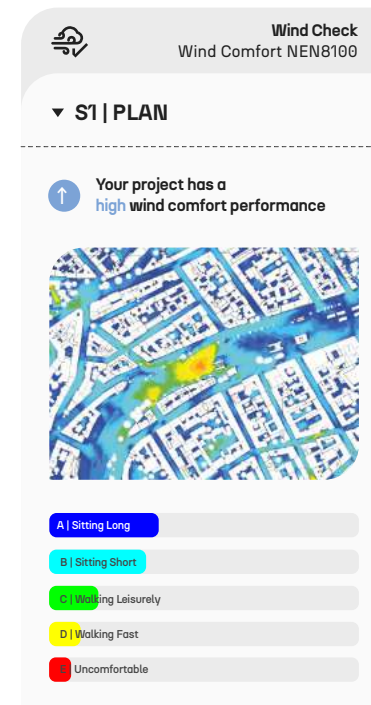 Wind Check
Wind Comfort NEN8100
S1 | PLAN
Your project has a
high wind comfort performance
A | Sitting Long
B | Sitting Short
C | Walking Leisurely
D | Walking Fast
Uncomfortable